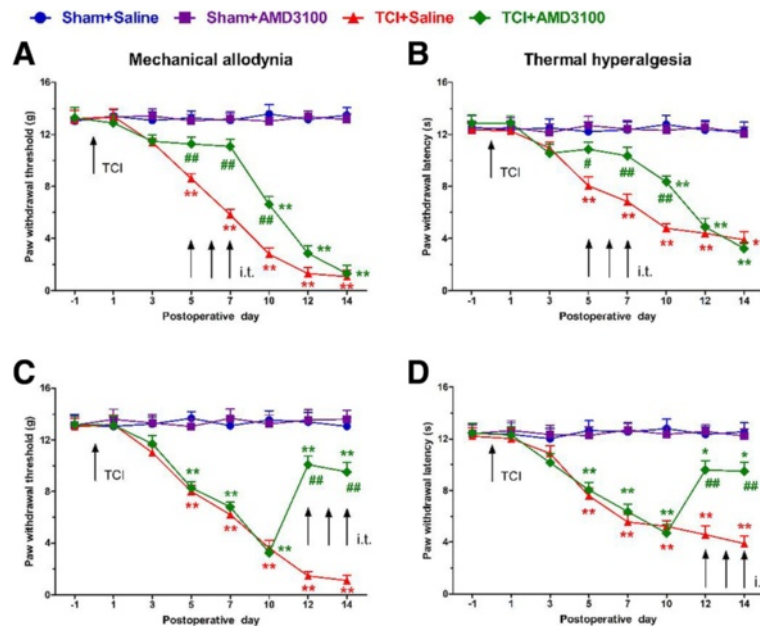 Sham+Saline Sham+AMD3100 TCI+Saline TCI+AMD3100
A Mechanical allodynia
Paw withdrawal threshold (g)
16
12
8
4
0
TCI
## ## ## ** ** **
** ** ** ** **
i.t.
-1 1 3 5 7 10 12 14
Postoperative day
B Thermal hyperalgesia
Paw withdrawal latency (s)
16
12
8
4
0
TCI
# ## ## ** ** **
** ** ** ** *
i.t.
-1 1 3 5 7 10 12 14
Postoperative day
C
Paw withdrawal threshold (g)
16
12
8
4
0
TCI
** ** ** ** **
## ##
** ** ** ** **
i.t.
-1 1 3 5 7 10 12 14
Postoperative day
D
Paw withdrawal latency (s)
16
12
8
4
0
TCI
** ** ** * *
## ##
** ** ** ** **
i.t.
-1 1 3 5 7 10 12 14
Postoperative day